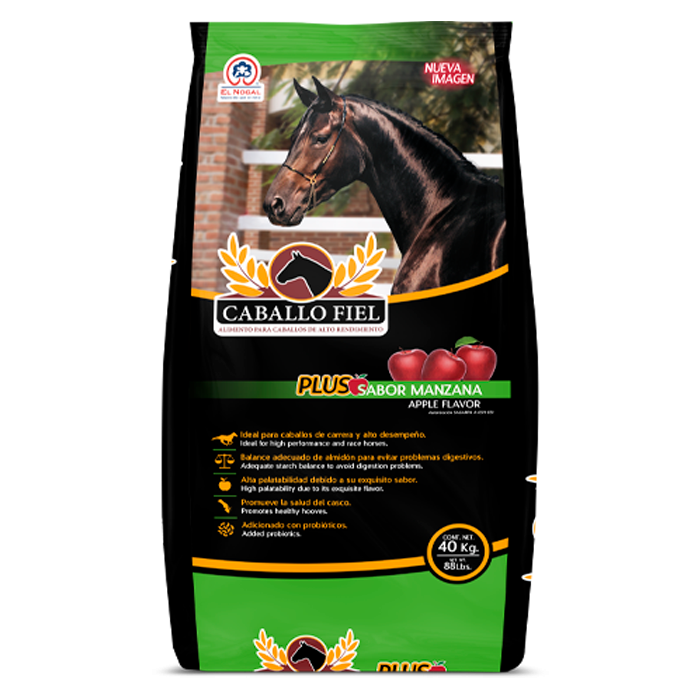 NUEVA
IMAGEN
EL NOGAL
CABALLO FIEL
ALIMENTO PARA CABALLOS DE ALTO RENDIMIENTO
PLUS SABOR MANZANA
APPLE FLAVOR
Ideal para caballos de carrera y alto desempeño.
Ideal for high performance and race horses.
Balance adecuado de almidón para evitar problemas digestivos.
Adequate starch balance to avoid digestion problems.
Alta palatabilidad debido a su exquisito sabor.
High palatability due to its exquisite flavor.
Promueve la salud del casco.
Promotes healthy hooves.
Adicionado con probióticos.
Added probiotics.
CONT. NET.
40 Kg.
NET. WT.
88Lbs.
PLUS